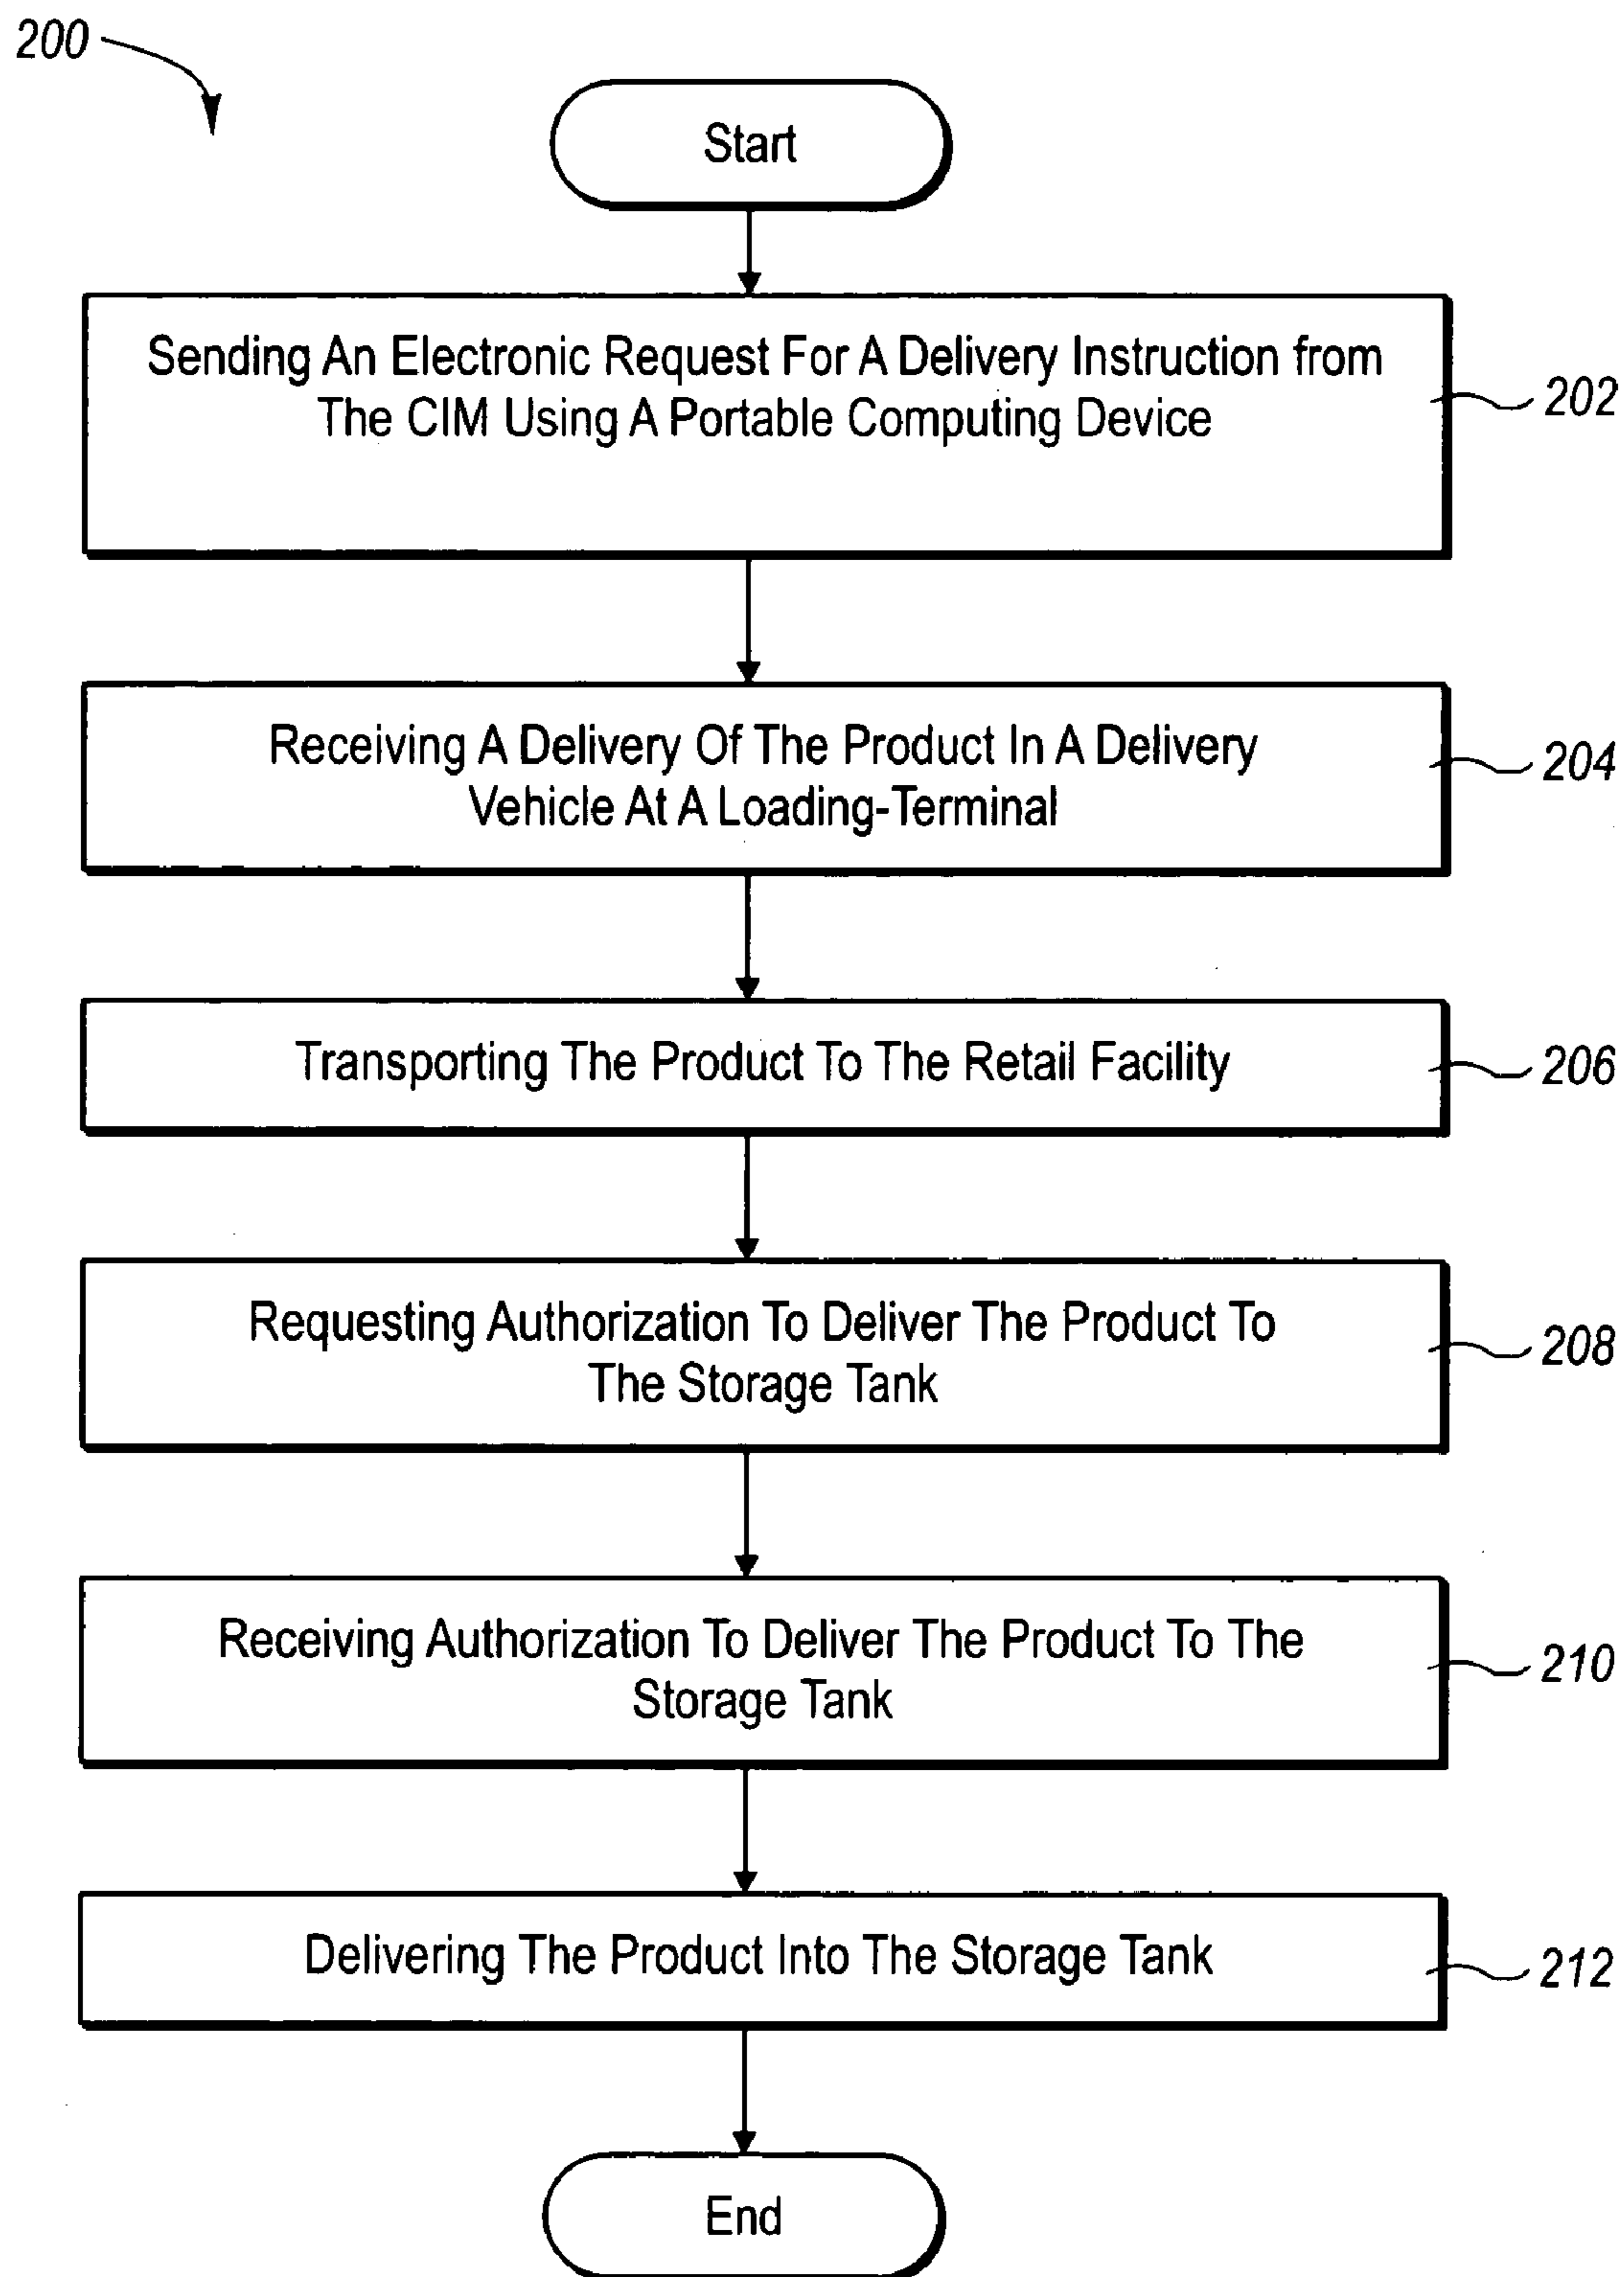 200
Start
Sending An Electronic Request For A Delivery Instruction from
The CIM Using A Portable Computing Device
202
Receiving A Delivery Of The Product In A Delivery
Vehicle At A Loading-Terminal
204
Transporting The Product To The Retail Facility
206
Requesting Authorization To Deliver The Product To
The Storage Tank
208
Receiving Authorization To Deliver The Product To The
Storage Tank
210
Delivering The Product Into The Storage Tank
212
End